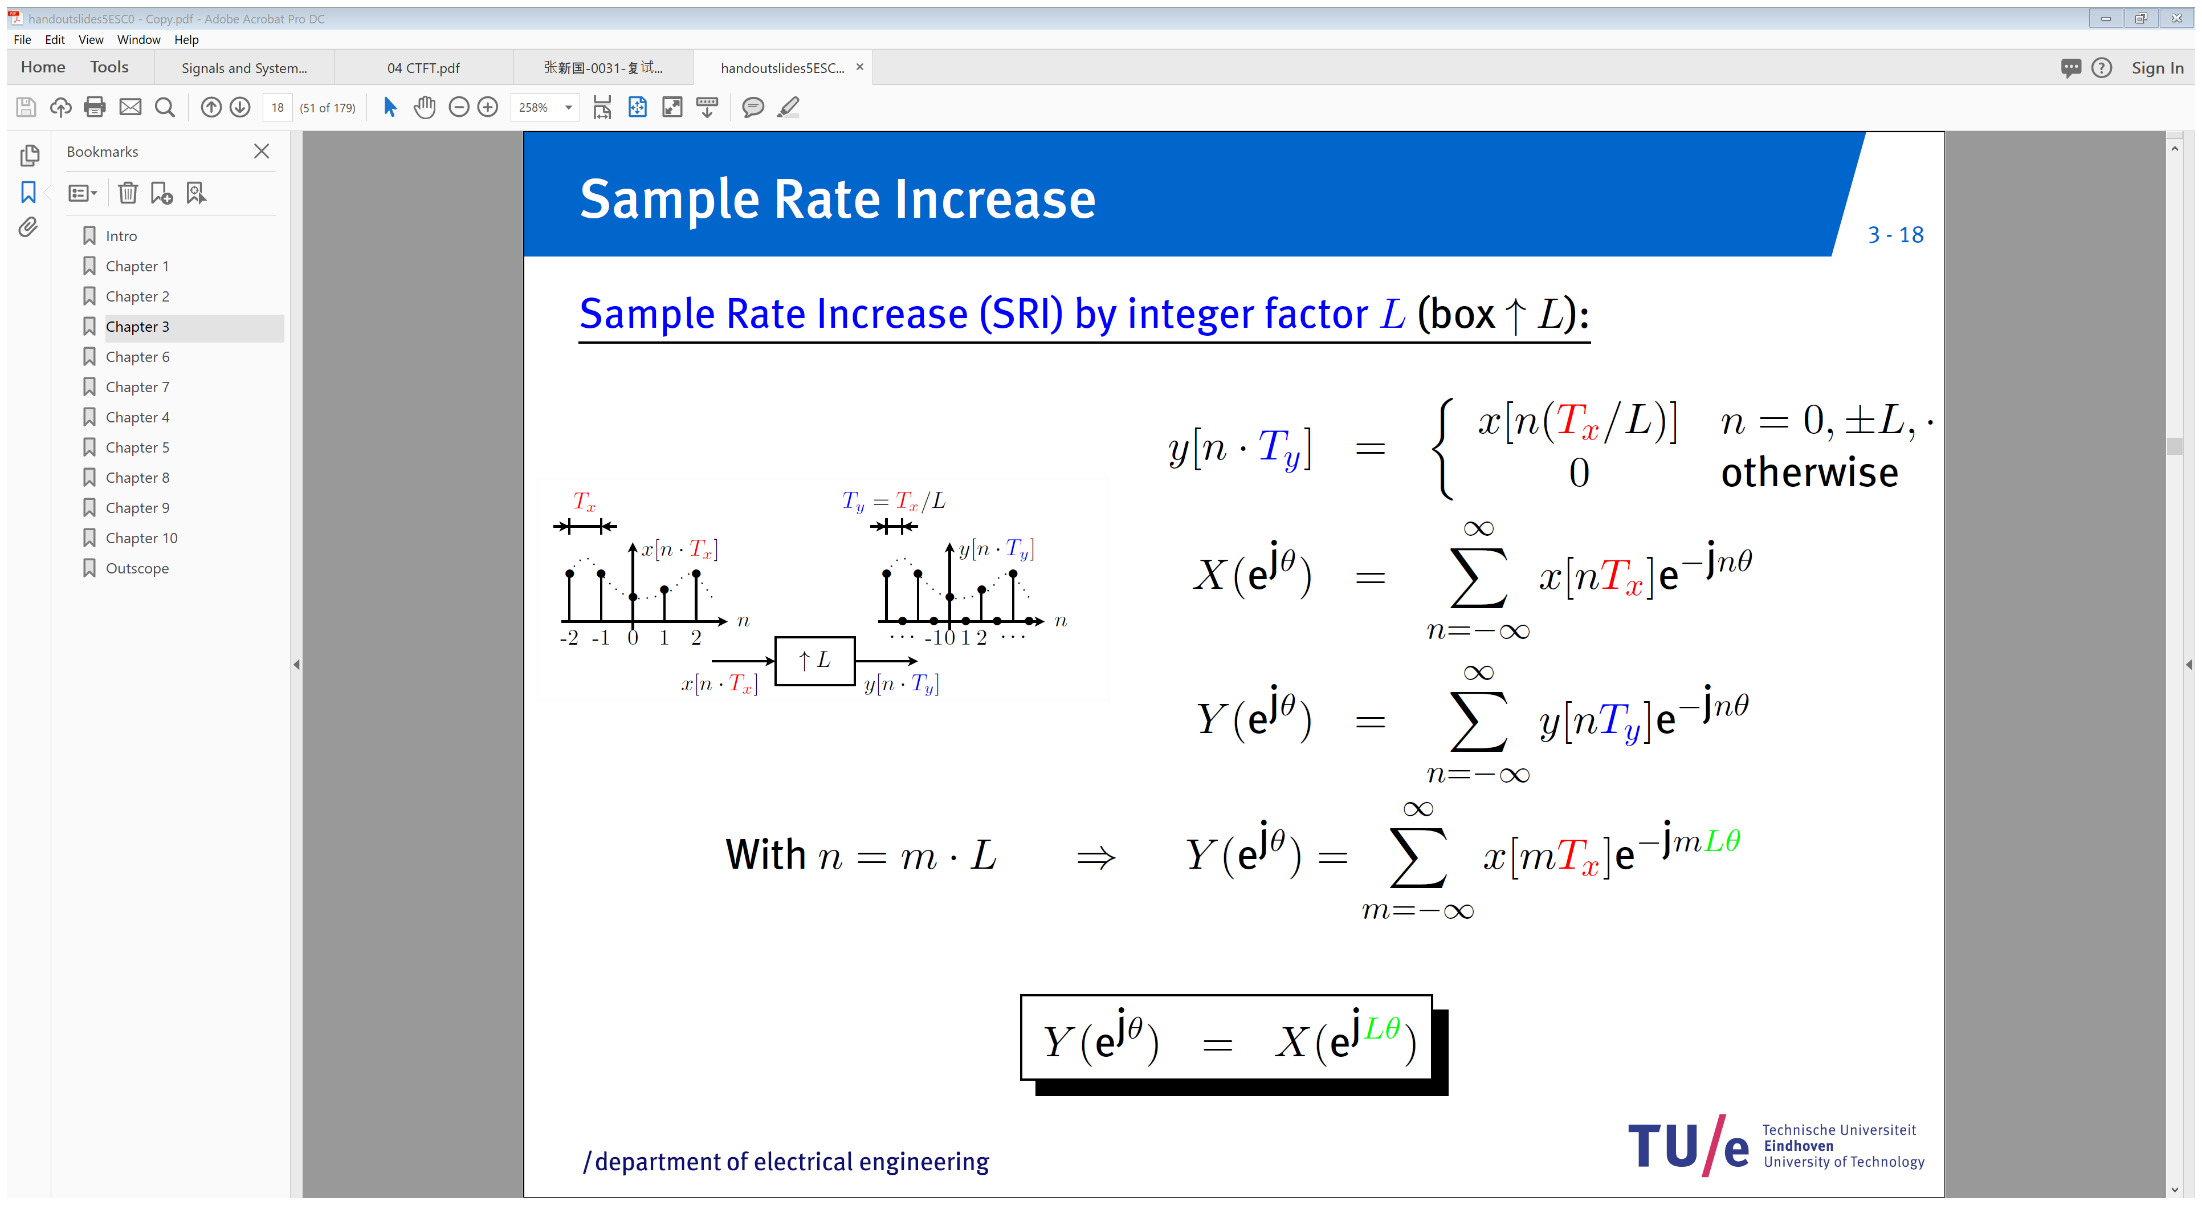 handoutslides5ESC0 - Copy.pdf - Adobe Acrobat Pro DC
File Edit View Window Help
Home Tools Signals and System... 04 CTFT.pdf 张新国-0031-复试... handoutslides5ESC... ×
Sign In
18 (51 of 179) 258%
Bookmarks
Intro
Chapter 1
Chapter 2
Chapter 3
Chapter 6
Chapter 7
Chapter 4
Chapter 5
Chapter 8
Chapter 9
Chapter 10
Outscope
Sample Rate Increase
3 - 18
Sample Rate Increase (SRI) by integer factor L (box ↑ L):
y[n · T_y] = { x[n(T_x/L)] n = 0, ±L, ·
0 otherwise
T_x
T_y = T_x/L
x[n · T_x]
y[n · T_y]
-2 -1 0 1 2 n
··· -1 0 1 2 ··· n
↑ L
x[n · T_x] y[n · T_y]
X(e^{jθ}) = ∑_{n=−∞}^{∞} x[nT_x]e^{−jnθ}
Y(e^{jθ}) = ∑_{n=−∞}^{∞} y[nT_y]e^{−jnθ}
With n = m · L ⇒ Y(e^{jθ}) = ∑_{m=−∞}^{∞} x[mT_x]e^{−jmLθ}
Y(e^{jθ}) = X(e^{jLθ})
/department of electrical engineering
TU/e
Technische Universiteit
Eindhoven
University of Technology